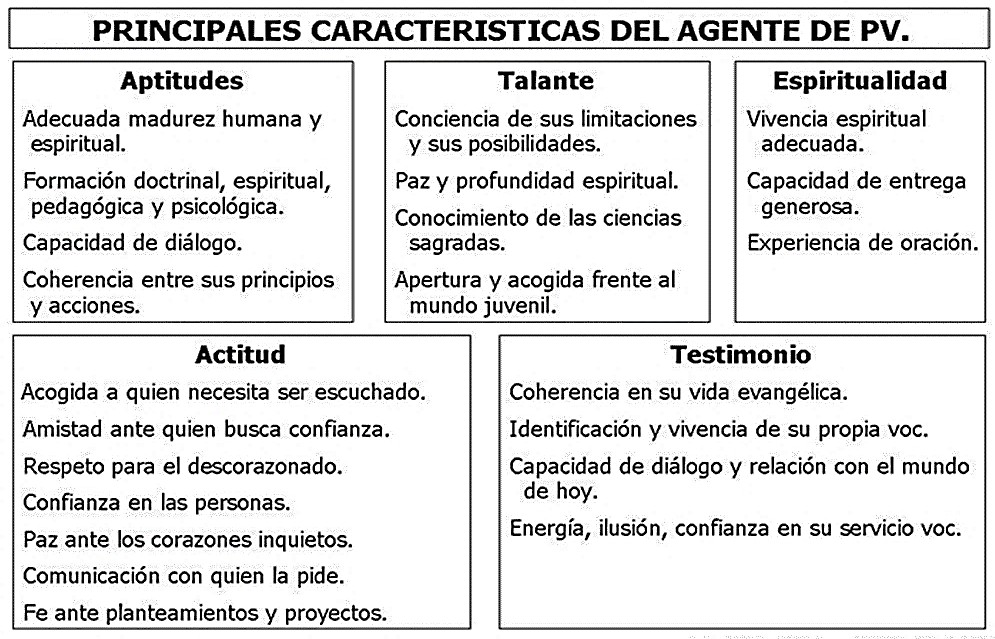 PRINCIPALES CARACTERISTICAS DEL AGENTE DE PV.
Aptitudes
Adecuada madurez humana y
espiritual.
Formación doctrinal, espiritual,
pedagógica y psicológica.
Capacidad de diálogo.
Coherencia entre sus principios
y acciones.
Talante
Conciencia de sus limitaciones
y sus posibilidades.
Paz y profundidad espiritual.
Conocimiento de las ciencias
sagradas.
Apertura y acogida frente al
mundo juvenil.
Espiritualidad
Vivencia espiritual
adecuada.
Capacidad de entrega
generosa.
Experiencia de oración.
Actitud
Acogida a quien necesita ser escuchado.
Amistad ante quien busca confianza.
Respeto para el descorazonado.
Confianza en las personas.
Paz ante los corazones inquietos.
Comunicación con quien la pide.
Fe ante planteamientos y proyectos.
Testimonio
Coherencia en su vida evangélica.
Identificación y vivencia de su propia voc.
Capacidad de diálogo y relación con el mundo
de hoy.
Energía, ilusión, confianza en su servicio voc.